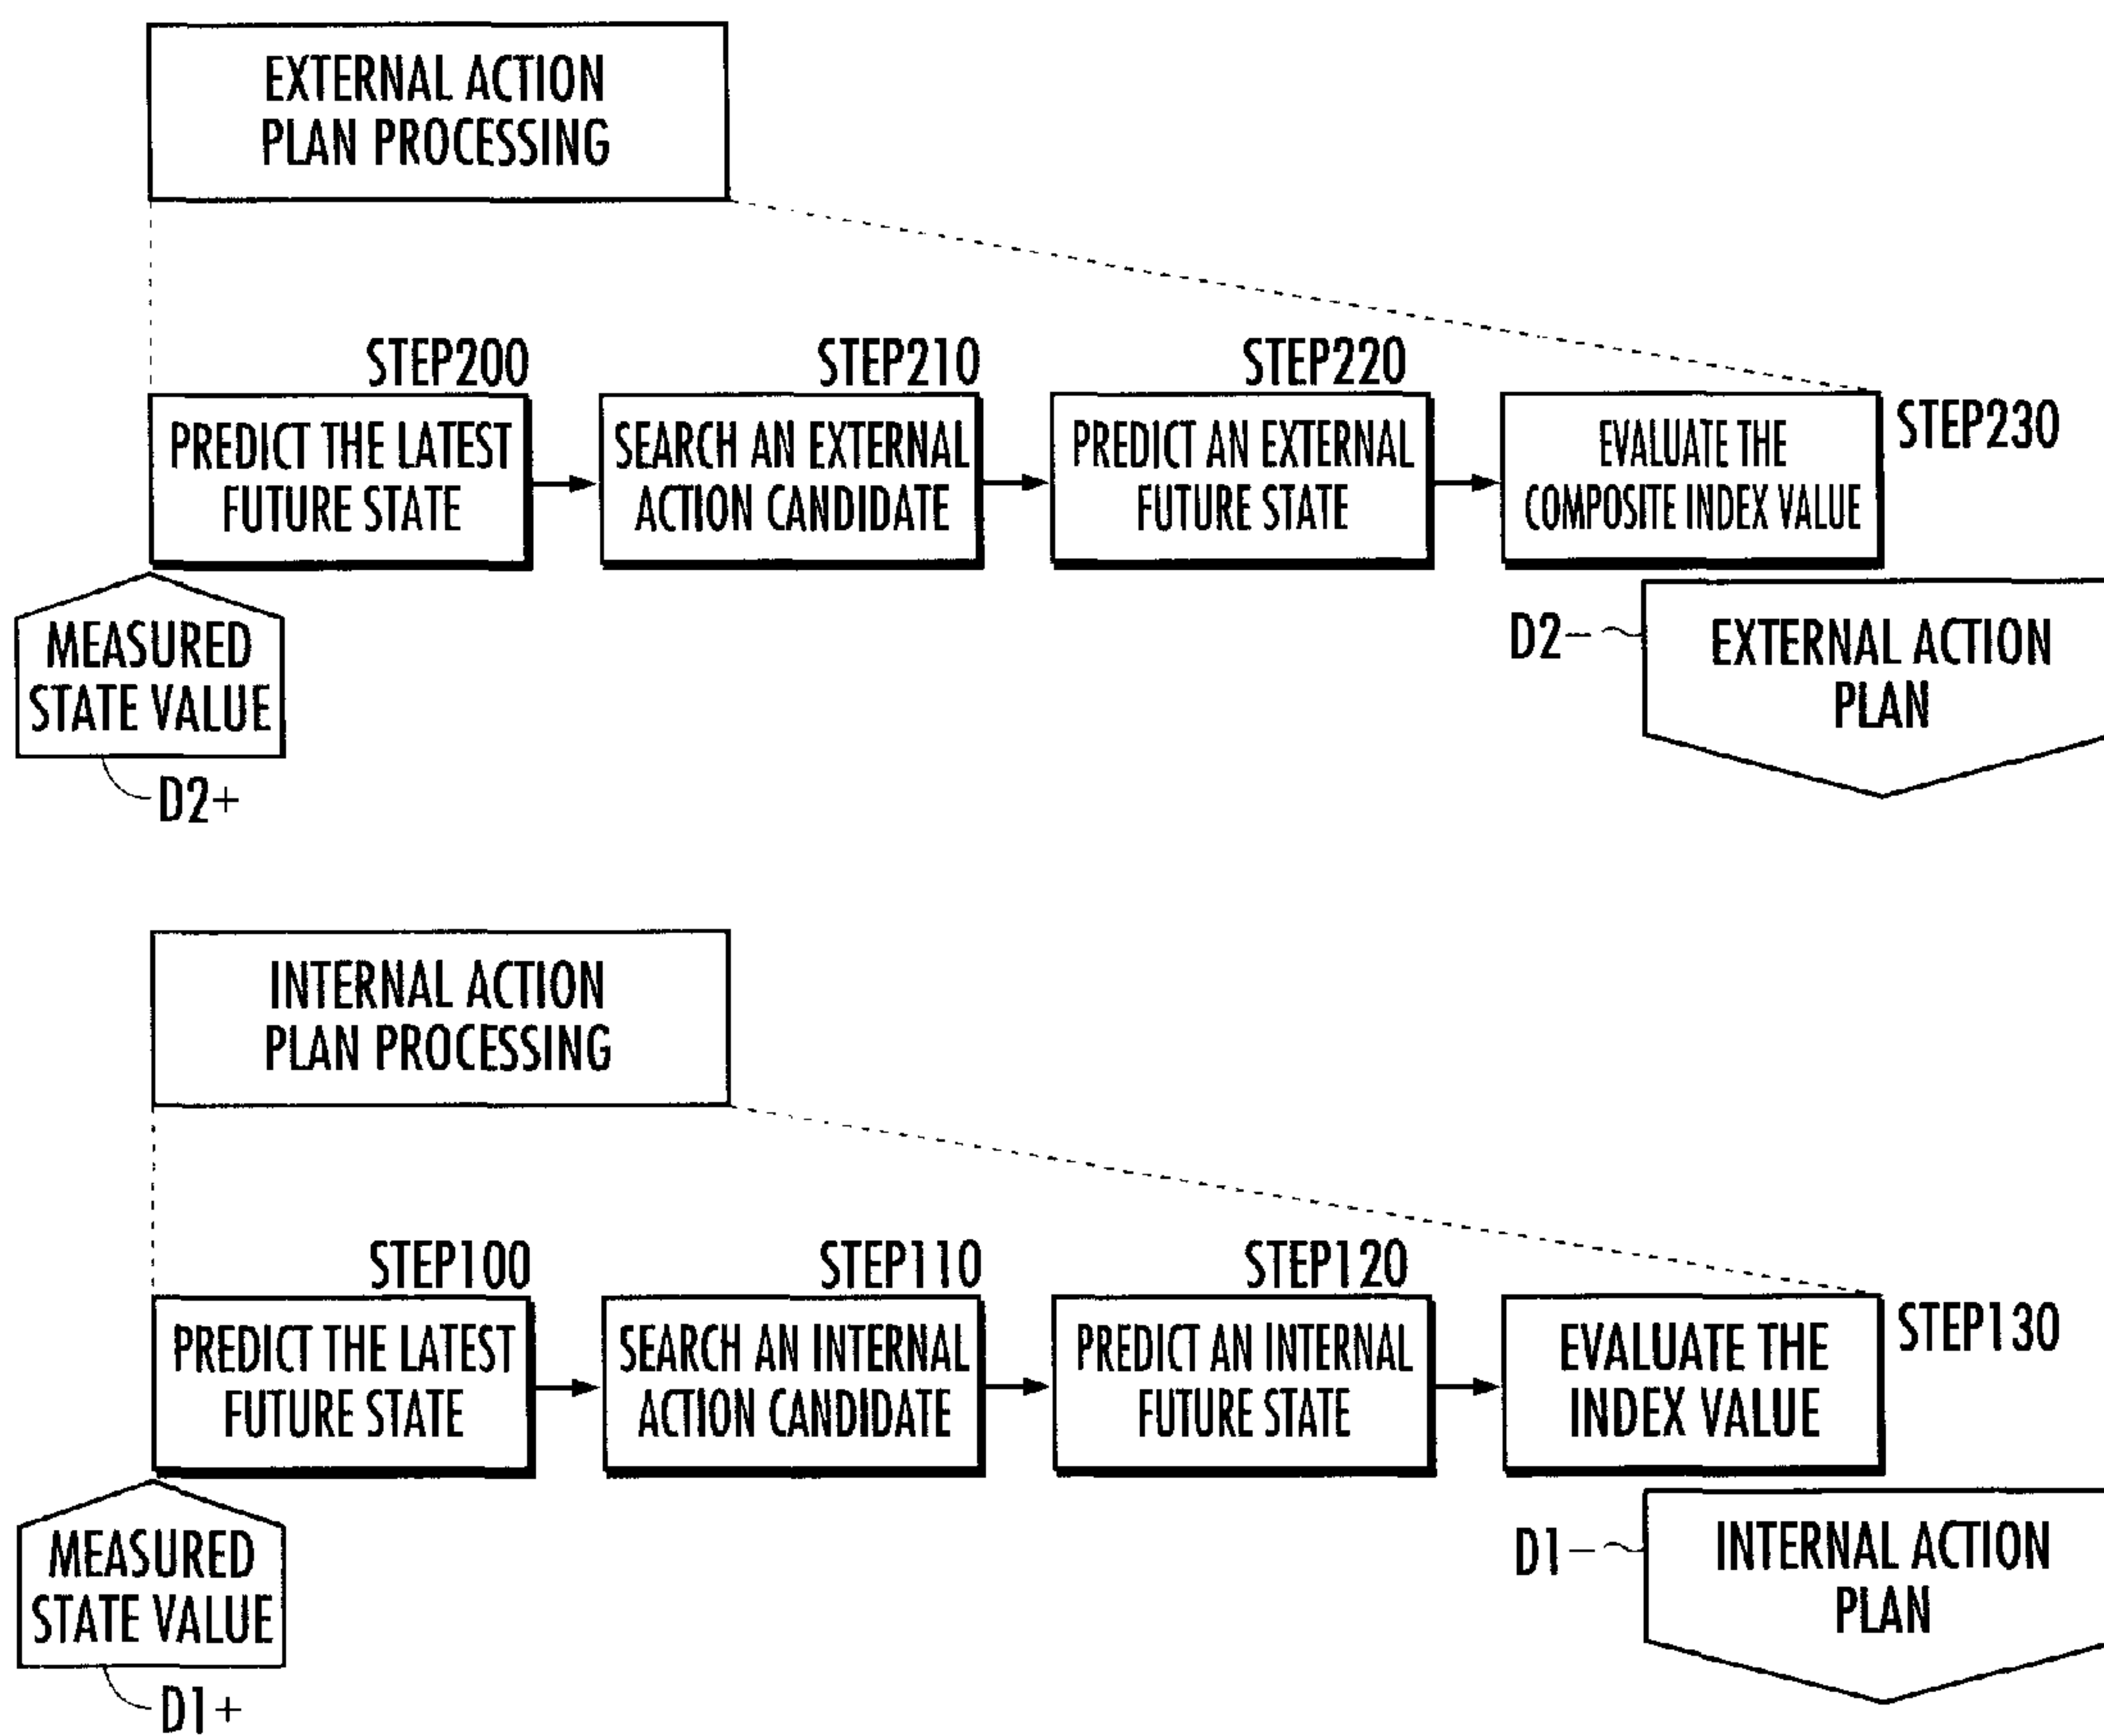 EXTERNAL ACTION
PLAN PROCESSING
STEP200
PREDICT THE LATEST
FUTURE STATE
STEP210
SEARCH AN EXTERNAL
ACTION CANDIDATE
STEP220
PREDICT AN EXTERNAL
FUTURE STATE
STEP230
EVALUATE THE
COMPOSITE INDEX VALUE
MEASURED
STATE VALUE
D2+
D2-
EXTERNAL ACTION
PLAN
INTERNAL ACTION
PLAN PROCESSING
STEP100
PREDICT THE LATEST
FUTURE STATE
STEP110
SEARCH AN INTERNAL
ACTION CANDIDATE
STEP120
PREDICT AN INTERNAL
FUTURE STATE
STEP130
EVALUATE THE
INDEX VALUE
MEASURED
STATE VALUE
D1+
D1-
INTERNAL ACTION
PLAN